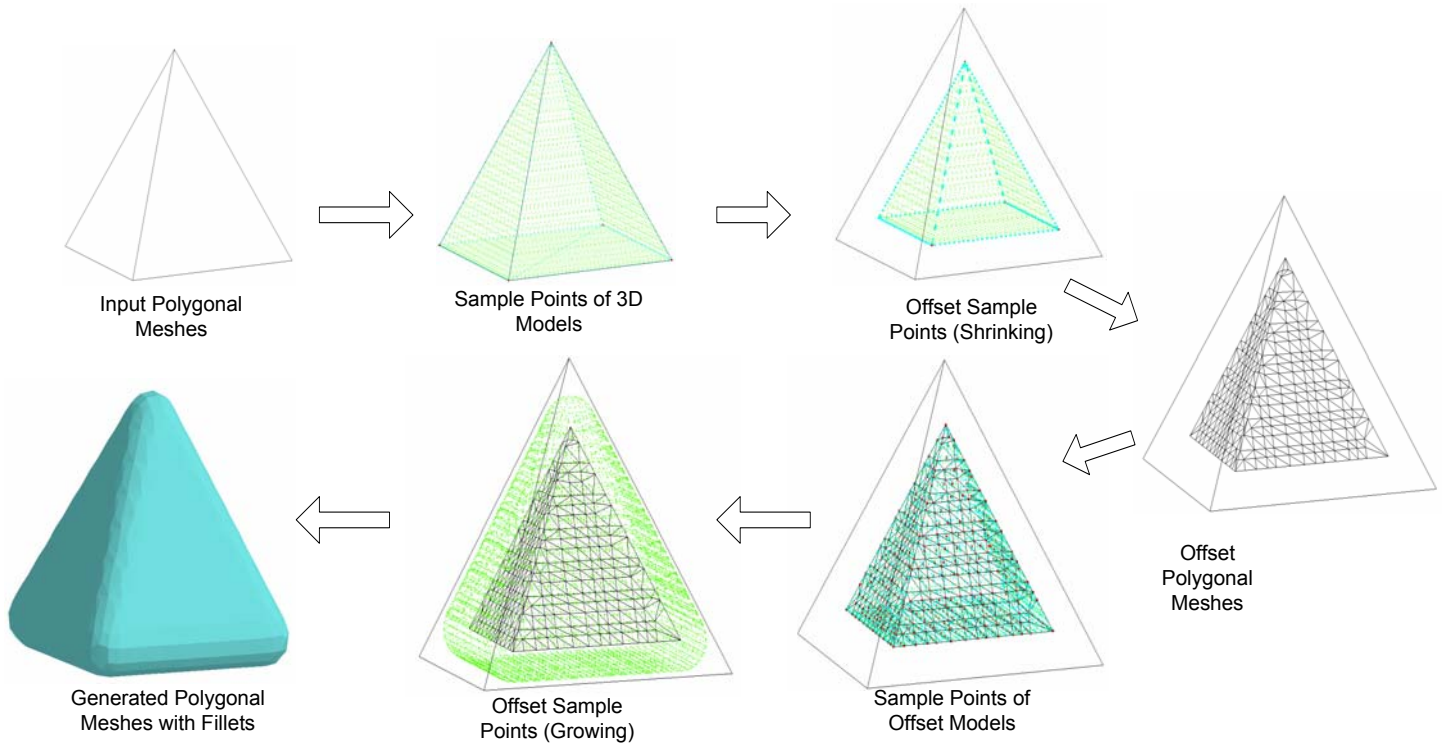 Input Polygonal
Meshes
Sample Points of 3D
Models
Offset Sample
Points (Shrinking)
Offset
Polygonal
Meshes
Sample Points of
Offset Models
Offset Sample
Points (Growing)
Generated Polygonal
Meshes with Fillets